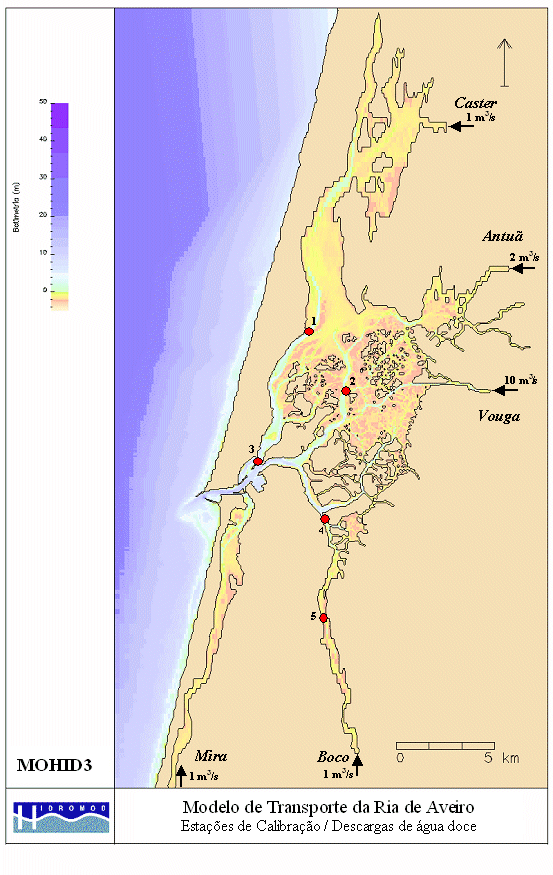 50
40
30
20
10
0
Batimetria (m)
Caster
1 m³/s
Antuã
2 m³/s
1
2
10 m³/s
Vouga
3
4
5
Mira
1 m³/s
Boco
1 m³/s
0 5 km
MOHID3
HIDROMOD
Modelo de Transporte da Ria de Aveiro
Estações de Calibração / Descargas de água doce